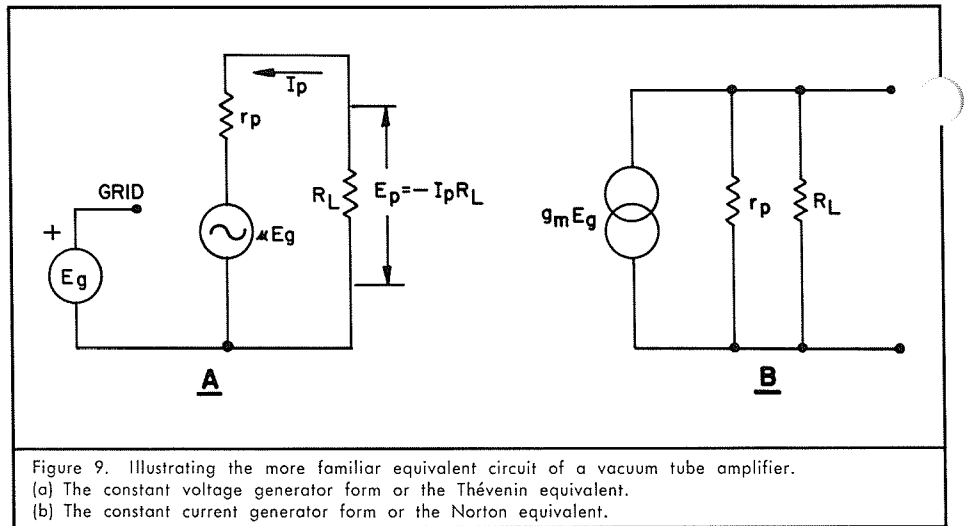 Ip
rp
GRID
+
Eg
μEg
RL
Ep=-IpRL
A
gmEg
rp
RL
B
Figure 9. Illustrating the more familiar equivalent circuit of a vacuum tube amplifier.
(a) The constant voltage generator form or the Thévenin equivalent.
(b) The constant current generator form or the Norton equivalent.